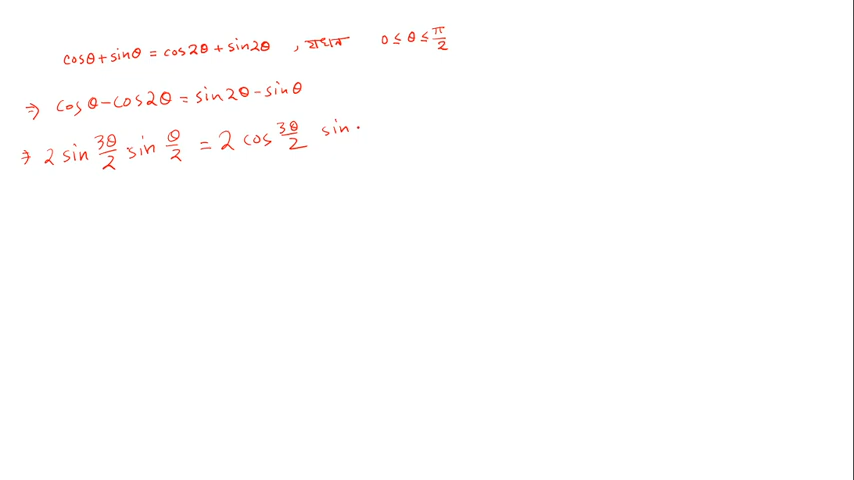 cosθ + sinθ = cos2θ + sin2θ , যখন 0 ≤ θ ≤ π/2
⇒ cosθ - cos2θ = sin2θ - sinθ
⇒ 2 sin 3θ/2 sin θ/2 = 2 cos 3θ/2 sin